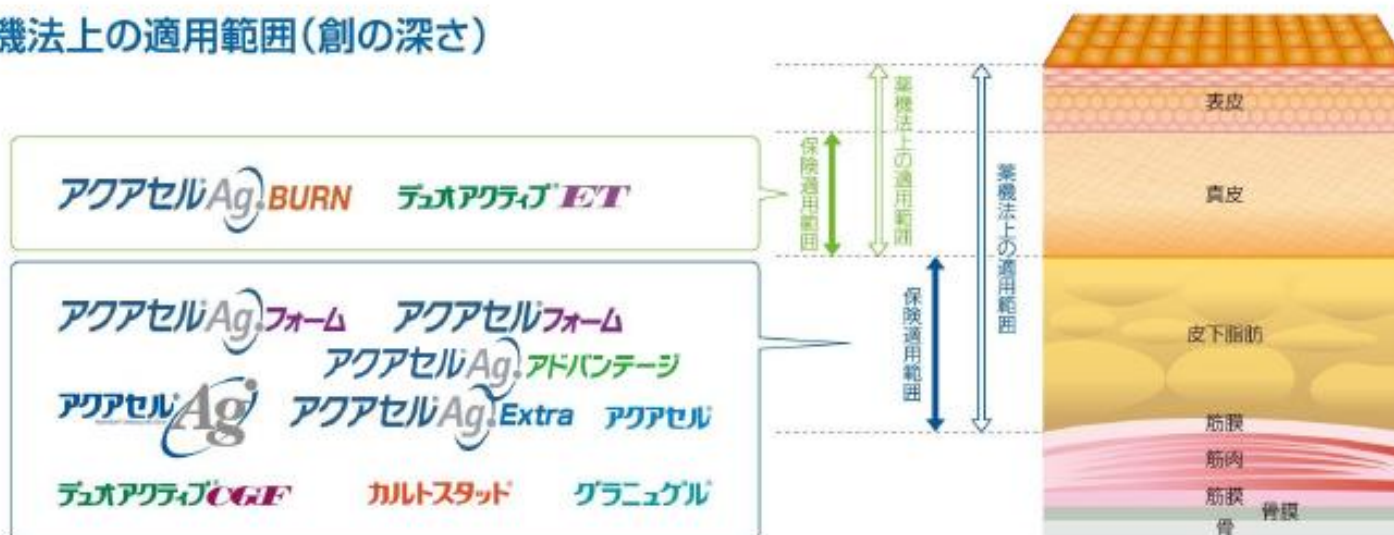 機法上の適用範囲（創の深さ）
アクアセルAg BURN デュオアクティブET
アクアセルAgフォーム アクアセルフォーム
アクアセルAgアドバンテージ
アクアセルAg アクアセルAg Extra アクアセル
デュオアクティブCGF カルトスタット グラニュゲル
保険適用範囲
薬機法上の適用範囲
保険適用範囲
薬機法上の適用範囲
表皮
真皮
皮下脂肪
筋膜
筋肉
筋膜
骨膜
骨